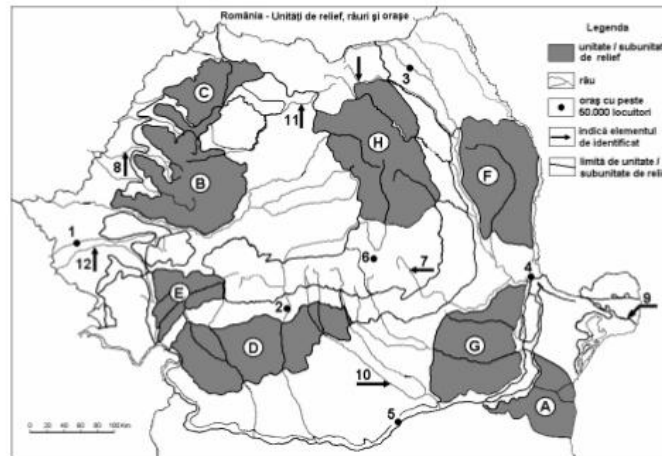 România - Unități de relief, râuri și orașe
Legenda
unitate / subunitate
de relief
râu
oraș cu peste
50.000 locuitori
indică elementul
de identificat
limită de unitate /
subunitate de reli
C
3
11
H
8
B
F
1
12
6
7
4
9
E
2
D
G
10
5
A
0 20 40 60 80 100 Km